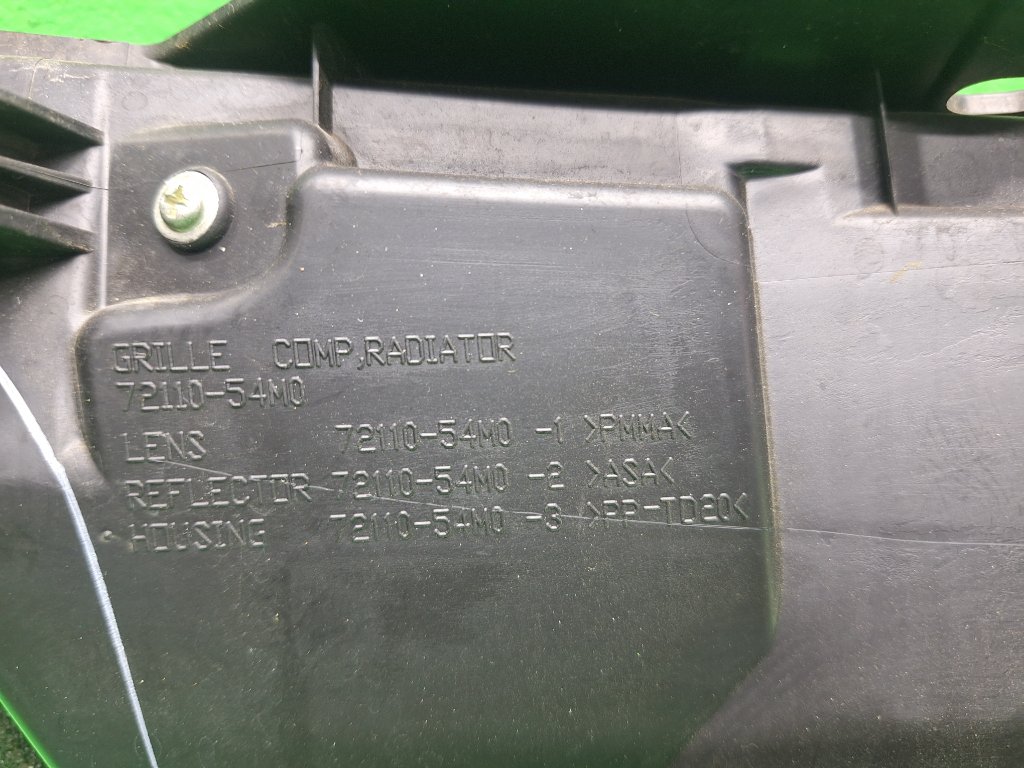 GRILLE COMP,RADIATOR
72110-54M0
LENS 72110-54M0 -1 >PMMA<
REFLECTOR 72110-54M0 -2 >ASA<
HOUSING 72110-54M0 -3 >PP-TD20<